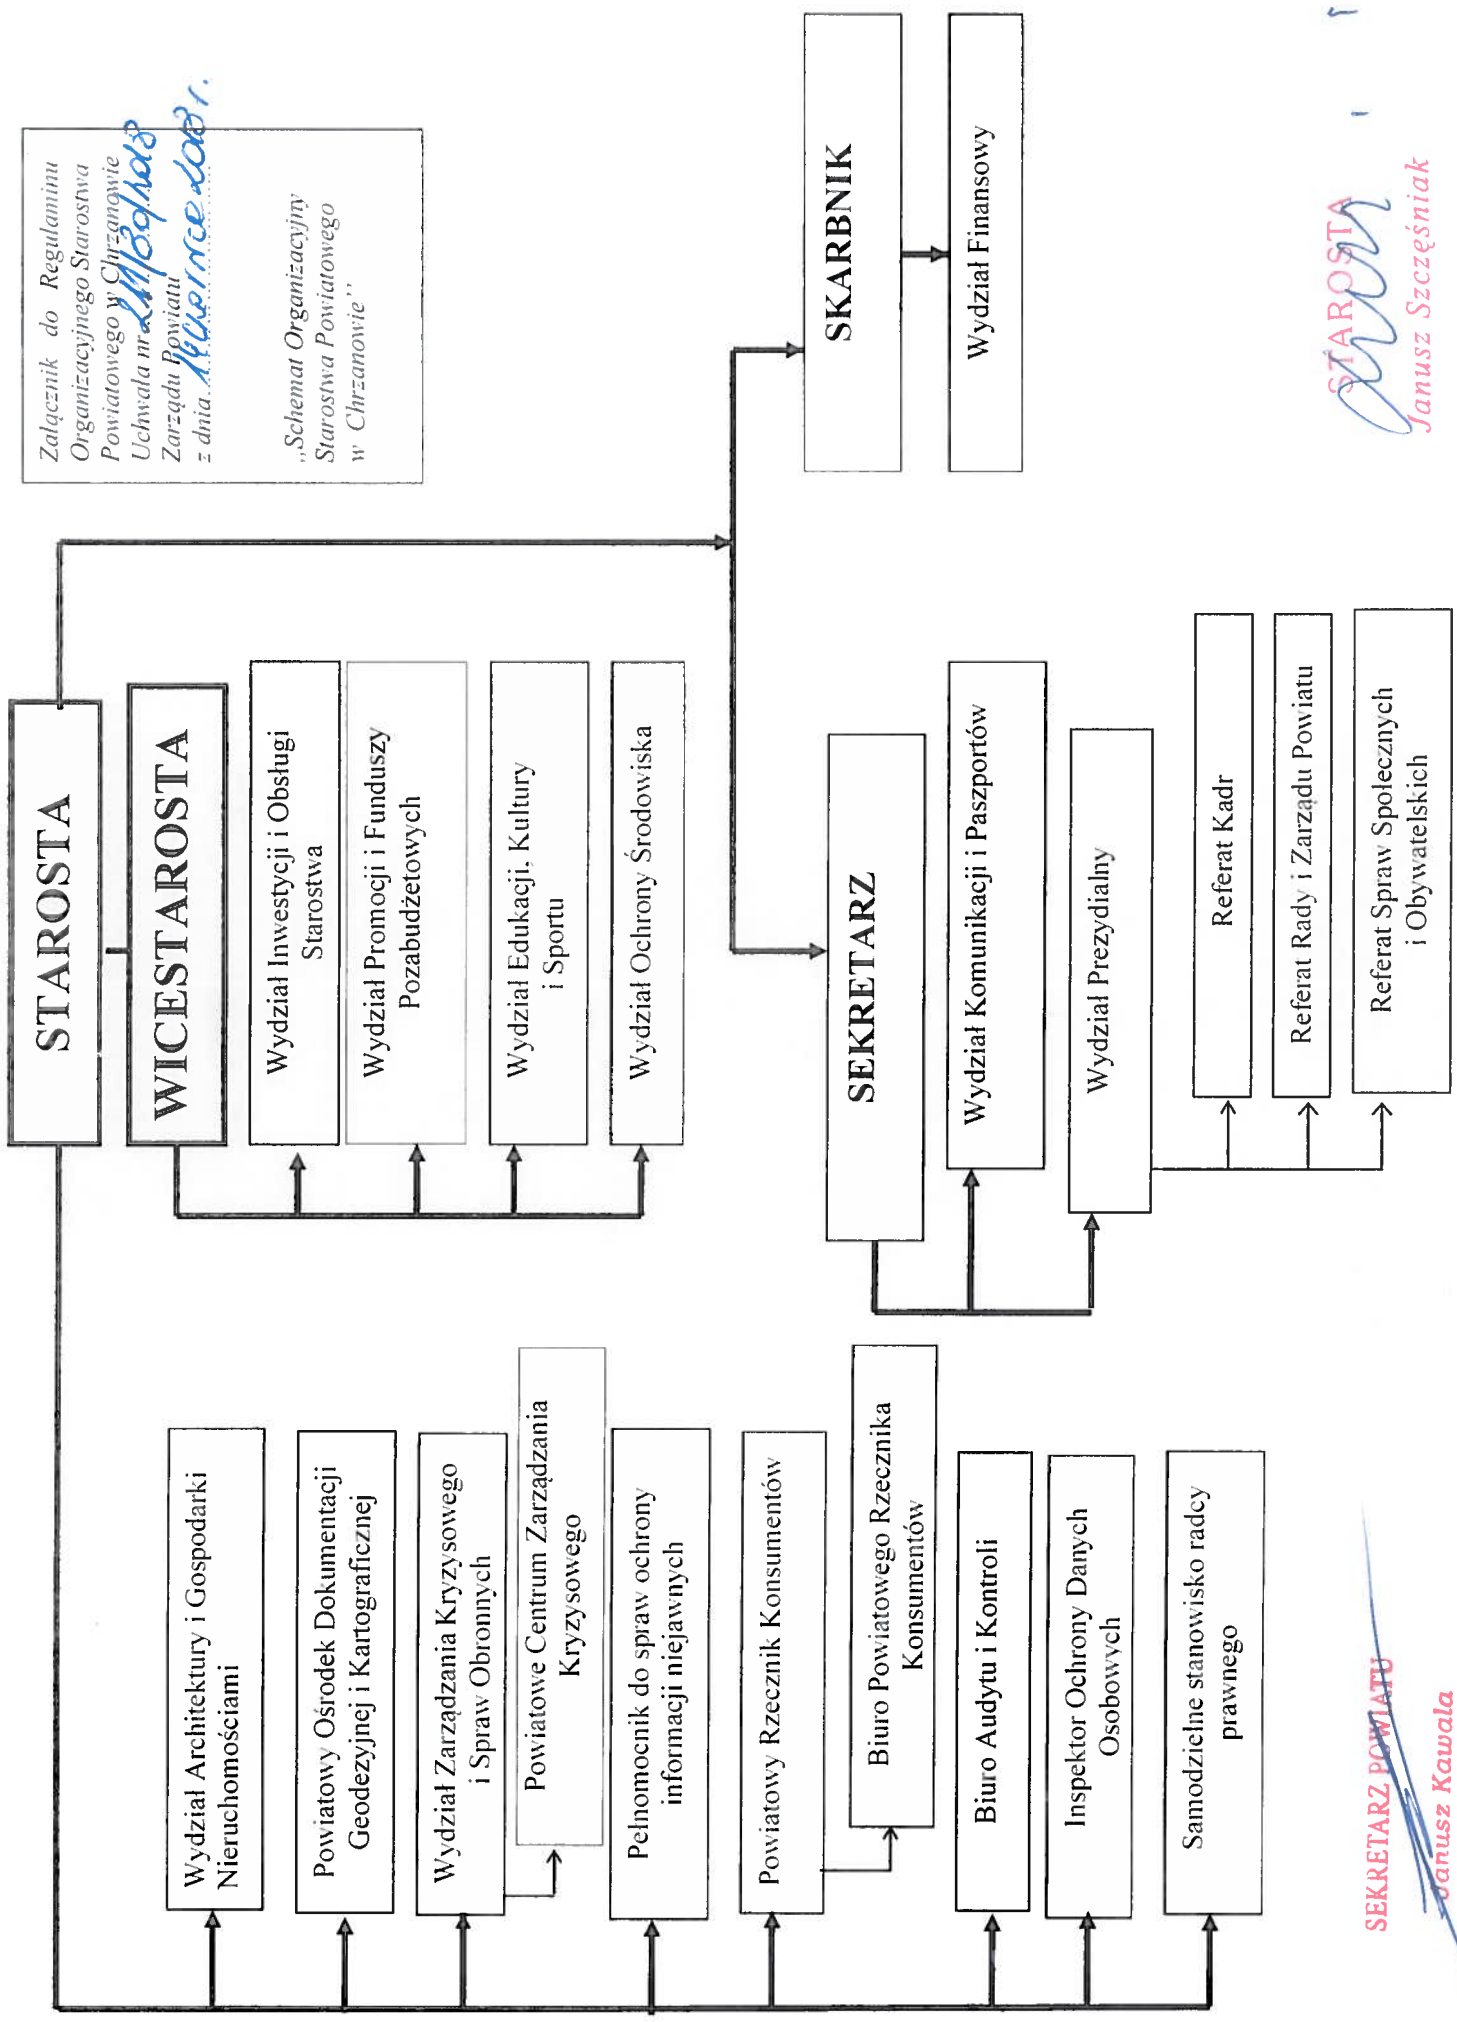 Załącznik do Regulaminu
Organizacyjnego Starostwa
Powiatowego w Chrzanowie
Uchwała nr
Zarządu Powiatu
z dnia 14 czerwca 2023 r.
„Schemat Organizacyjny
Starostwa Powiatowego
w Chrzanowie”
STAROSTA
WICESTAROSTA
Wydział Inwestycji i Obsługi
Starostwa
Wydział Promocji i Funduszy
Pozabudżetowych
Wydział Edukacji, Kultury
i Sportu
Wydział Ochrony Środowiska
Wydział Architektury i Gospodarki
Nieruchomościami
Powiatowy Ośrodek Dokumentacji
Geodezyjnej i Kartograficznej
Wydział Zarządzania Kryzysowego
i Spraw Obronnych
Powiatowe Centrum Zarządzania
Kryzysowego
Pełnomocnik do spraw ochrony
informacji niejawnych
Powiatowy Rzecznik Konsumentów
Biuro Powiatowego Rzecznika
Konsumentów
Biuro Audytu i Kontroli
Inspektor Ochrony Danych
Osobowych
Samodzielne stanowisko radcy
prawnego
SEKRETARZ
Wydział Komunikacji i Paszportów
Wydział Prezydialny
Referat Kadr
Referat Rady i Zarządu Powiatu
Referat Spraw Społecznych
i Obywatelskich
SKARBNIK
Wydział Finansowy
SEKRETARZ POWIATU
Janusz Kawala
STAROSTA
Janusz Szczęśniak